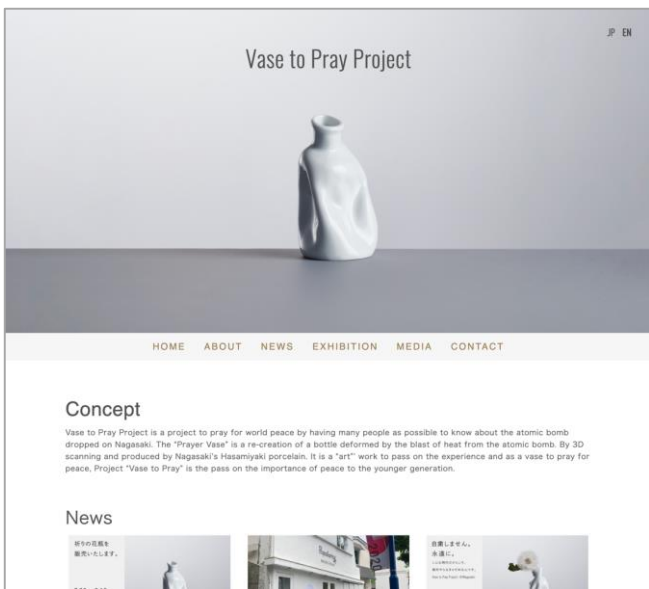 JP EN
Vase to Pray Project
HOME ABOUT NEWS EXHIBITION MEDIA CONTACT
Concept
Vase to Pray Project is a project to pray for world peace by having many people as possible to know about the atomic bomb
dropped on Nagasaki. The "Prayer Vase" is a re-creation of a bottle deformed by the blast of heat from the atomic bomb. By 3D
scanning and produced by Nagasaki's Hasamiyaki porcelain. It is a "art"' work to pass on the experience and as a vase to pray for
peace, Project "Vase to Pray" is the pass on the importance of peace to the younger generation.
News
祈りの花瓶を
販売いたします。
自粛しません。
永遠に。